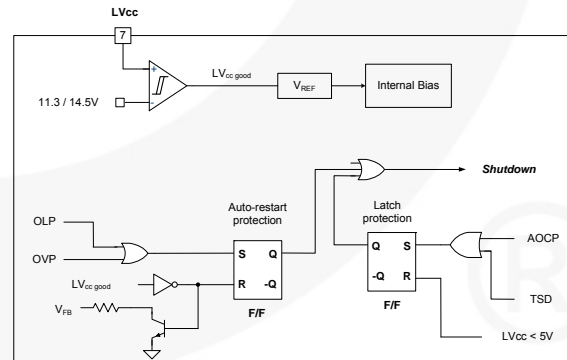 LVcc
7
LVcc good
VREF
Internal Bias
11.3 / 14.5V
Shutdown
Auto-restart
protection
Latch
protection
OLP
OVP
S Q
R -Q
F/F
Q S
-Q R
F/F
AOCP
TSD
LVcc good
VFB
LVcc < 5V
®